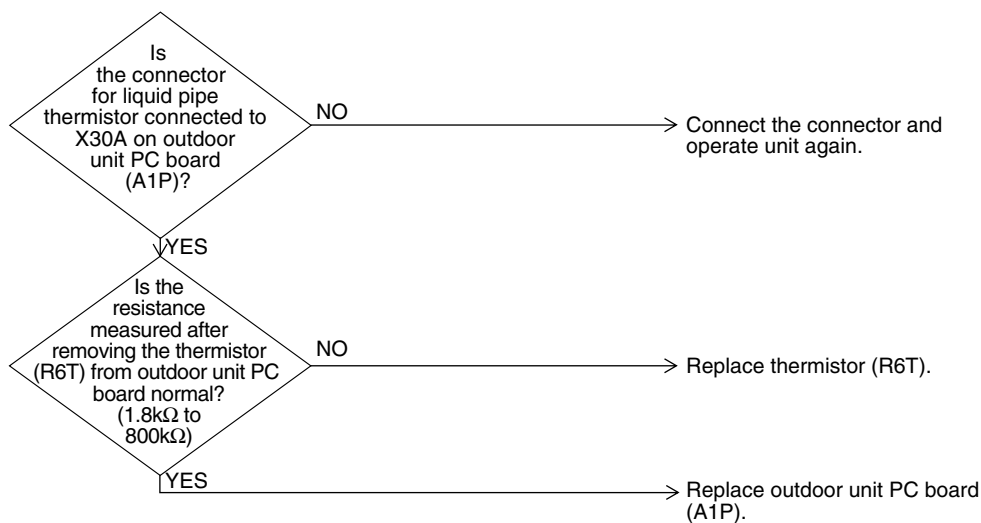 Is
the connector
for liquid pipe
thermistor connected to
X30A on outdoor
unit PC board
(A1P)?
NO
Connect the connector and
operate unit again.
YES
Is the
resistance
measured after
removing the thermistor
(R6T) from outdoor unit PC
board normal?
(1.8kΩ to
800kΩ)
NO
Replace thermistor (R6T).
YES
Replace outdoor unit PC board
(A1P).